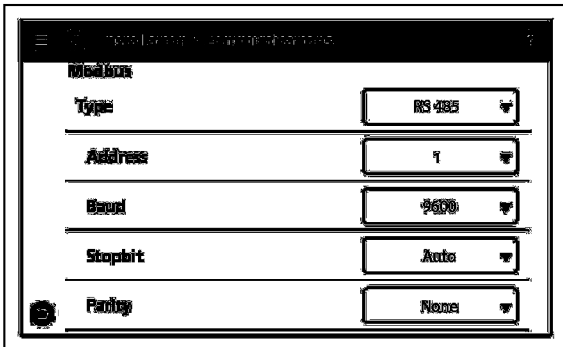 Modbus
Type RS 485
Address 1
Baud 9600
Stopbit Auto
Parity None